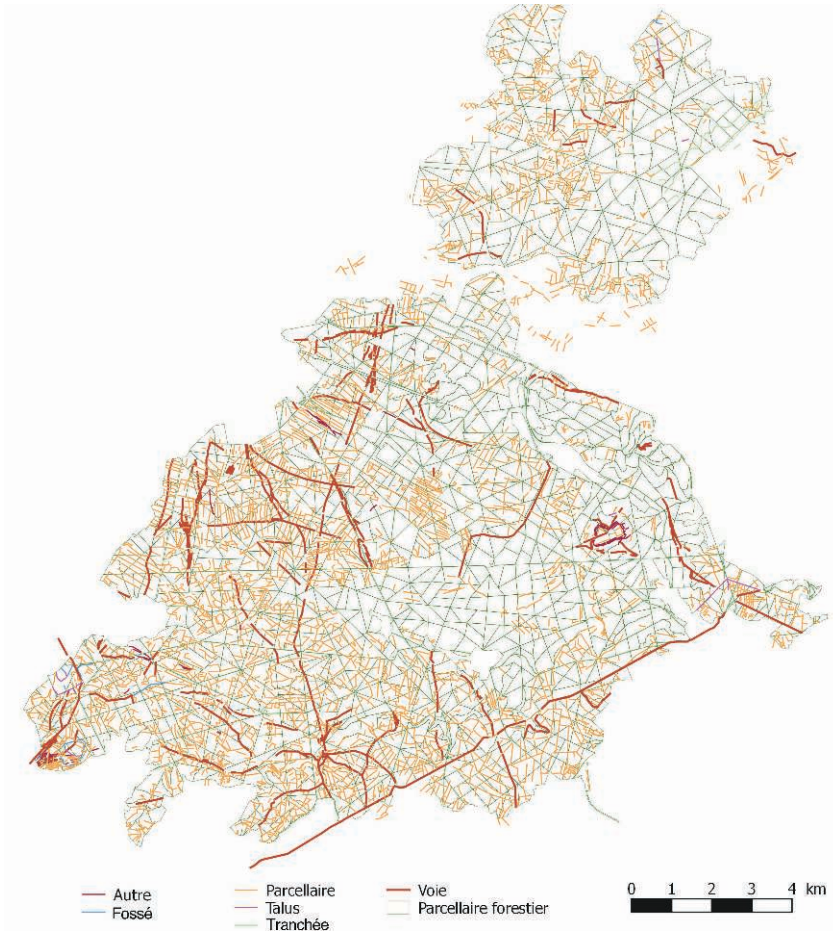 Autre
Fossé
Parcellaire
Talus
Tranchée
Voie
Parcellaire forestier
0 1 2 3 4 km